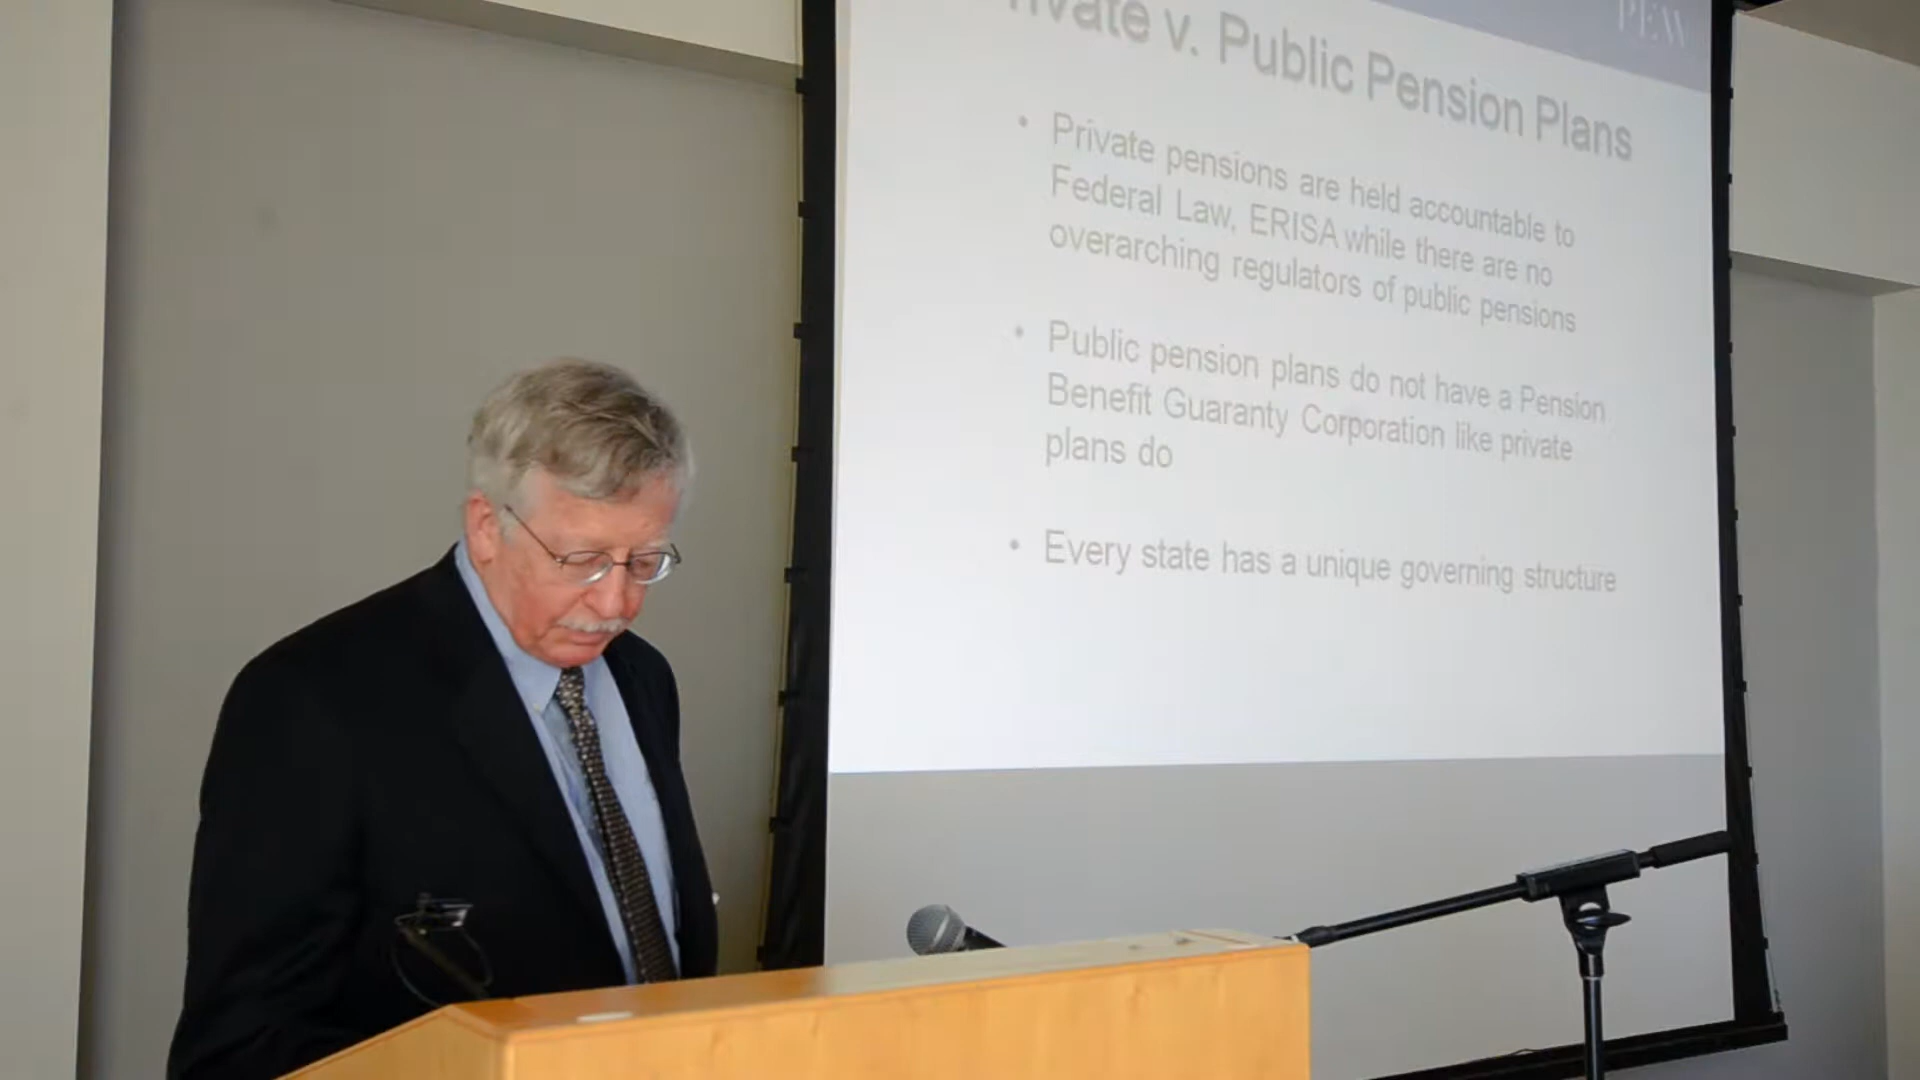 Private v. Public Pension Plans
PEW
• Private pensions are held accountable to
Federal Law, ERISA while there are no
overarching regulators of public pensions
• Public pension plans do not have a Pension
Benefit Guaranty Corporation like private
plans do
• Every state has a unique governing structure